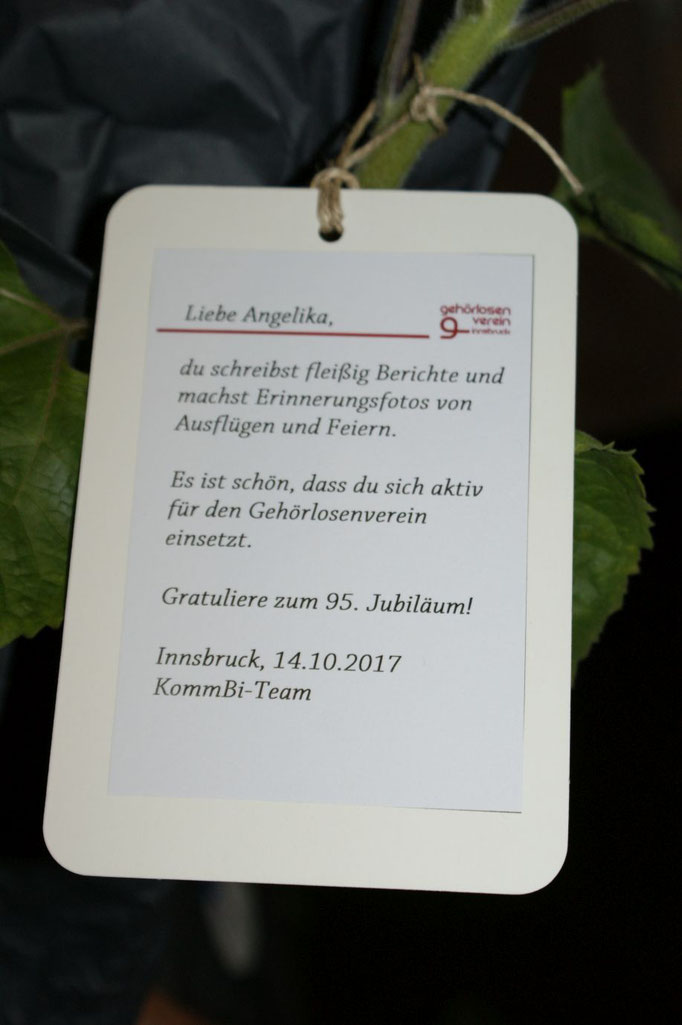 Liebe Angelika,
gehörlosen
verein
innsbruck
du schreibst fleißig Berichte und
machst Erinnerungsfotos von
Ausflügen und Feiern.
Es ist schön, dass du sich aktiv
für den Gehörlosenverein
einsetzt.
Gratuliere zum 95. Jubiläum!
Innsbruck, 14.10.2017
KommBi-Team